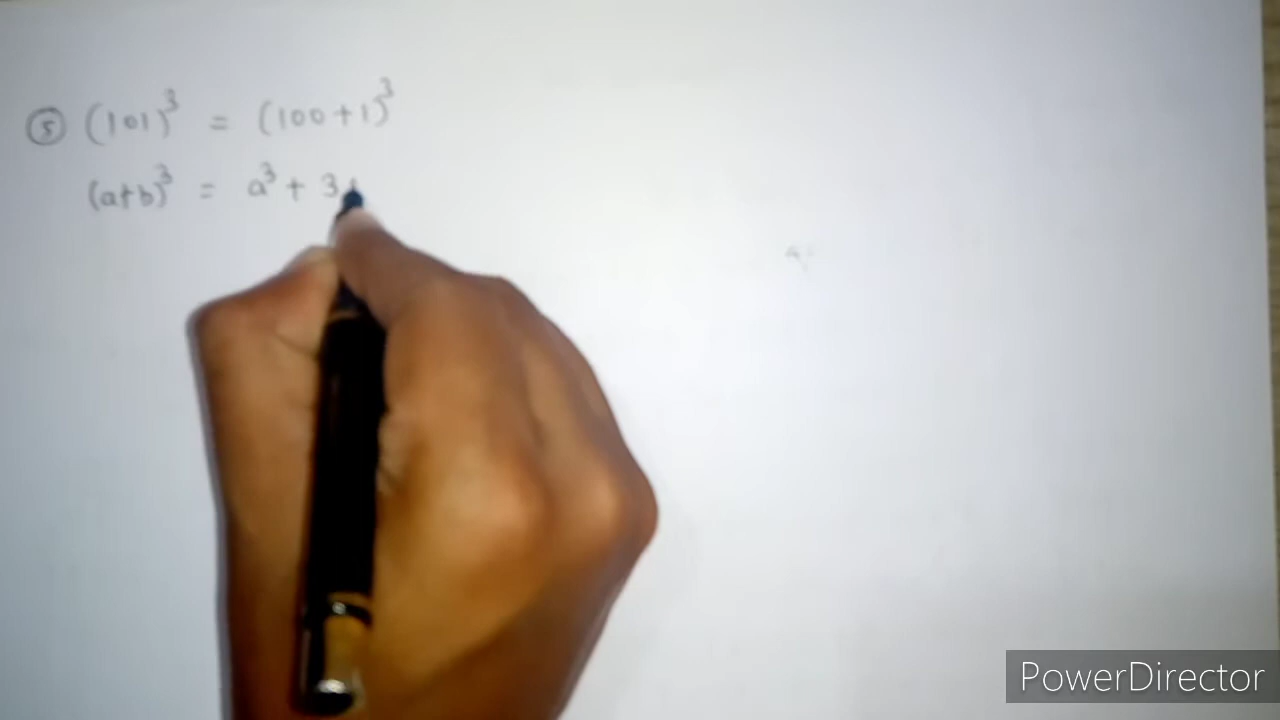 ⑤ (101)³ = (100+1)³
(a+b)³ = a³ + 3
PowerDirector